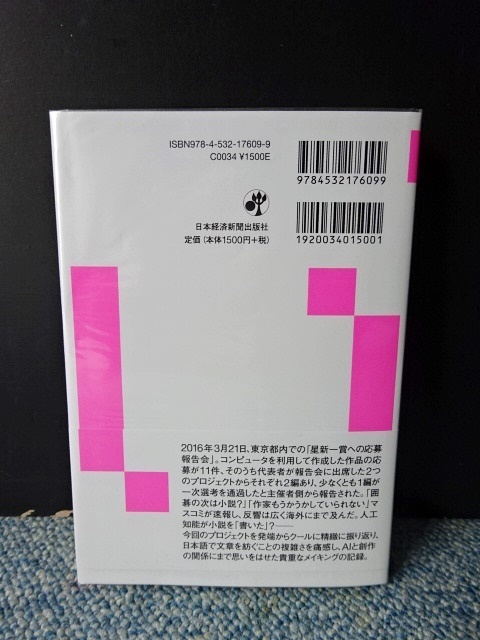 ISBN978-4-532-17609-9
C0034 ¥1500E
9784532176099
日本経済新聞出版社
定価（本体1500円+税）
1920034015001
2016年3月21日、東京都内での「星新一賞への応募
報告会」。コンピュータを利用して作成した作品の応
募が11件、そのうち代表者が報告会に出席した2つ
のプロジェクトからそれぞれ2編あり、少なくとも1編が
一次選考を通過したと主催者側から報告された。「囲
碁の次は小説?」「作家もうかうかしていられない」マ
スコミが速報し、反響は広く海外にまで及んだ。人工
知能が小説を「書いた」?——
今回のプロジェクトを発端からクールに精緻に振り返り、
日本語で文章を紡ぐことの複雑さを痛感し、AIと創作
の関係にまで思いをはせた貴重なメイキングの記録。